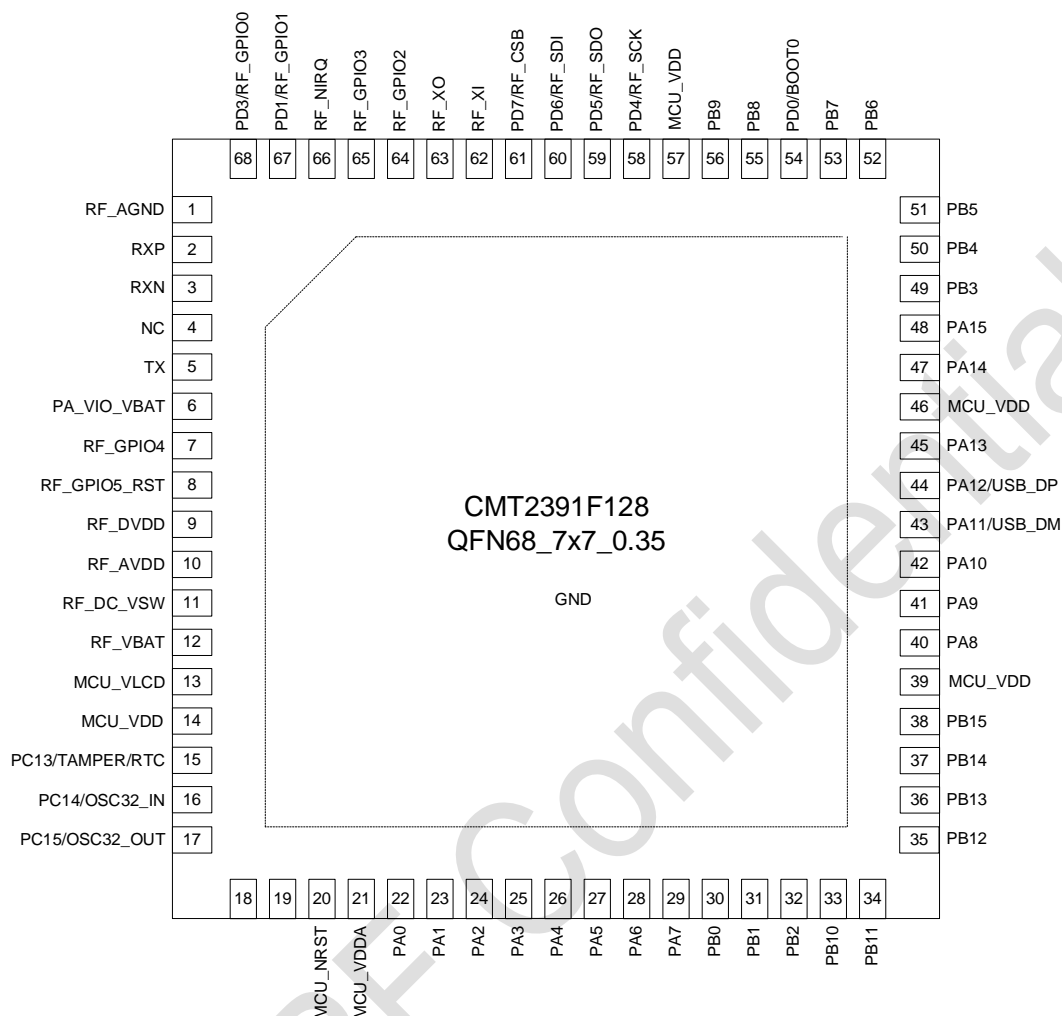 PD3/RF_GPIO0
PD1/RF_GPIO1
RF_NIRQ
RF_GPIO3
RF_GPIO2
RF_XO
RF_XI
PD7/RF_CSB
PD6/RF_SDI
PD5/RF_SDO
PD4/RF_SCK
MCU_VDD
PB9
PB8
PD0/BOOT0
PB7
PB6
68 67 66 65 64 63 62 61 60 59 58 57 56 55 54 53 52
RF_AGND 1
RXP 2
RXN 3
NC 4
TX 5
PA_VIO_VBAT 6
RF_GPIO4 7
RF_GPIO5_RST 8
RF_DVDD 9
RF_AVDD 10
RF_DC_VSW 11
RF_VBAT 12
MCU_VLCD 13
MCU_VDD 14
PC13/TAMPER/RTC 15
PC14/OSC32_IN 16
PC15/OSC32_OUT 17
CMT2391F128
QFN68_7x7_0.35
GND
51 PB5
50 PB4
49 PB3
48 PA15
47 PA14
46 MCU_VDD
45 PA13
44 PA12/USB_DP
43 PA11/USB_DM
42 PA10
41 PA9
40 PA8
39 MCU_VDD
38 PB15
37 PB14
36 PB13
35 PB12
18 19 20 21 22 23 24 25 26 27 28 29 30 31 32 33 34
MCU_NRST
MCU_VDDA
PA0
PA1
PA2
PA3
PA4
PA5
PA6
PA7
PB0
PB1
PB2
PB10
PB11
Confidential